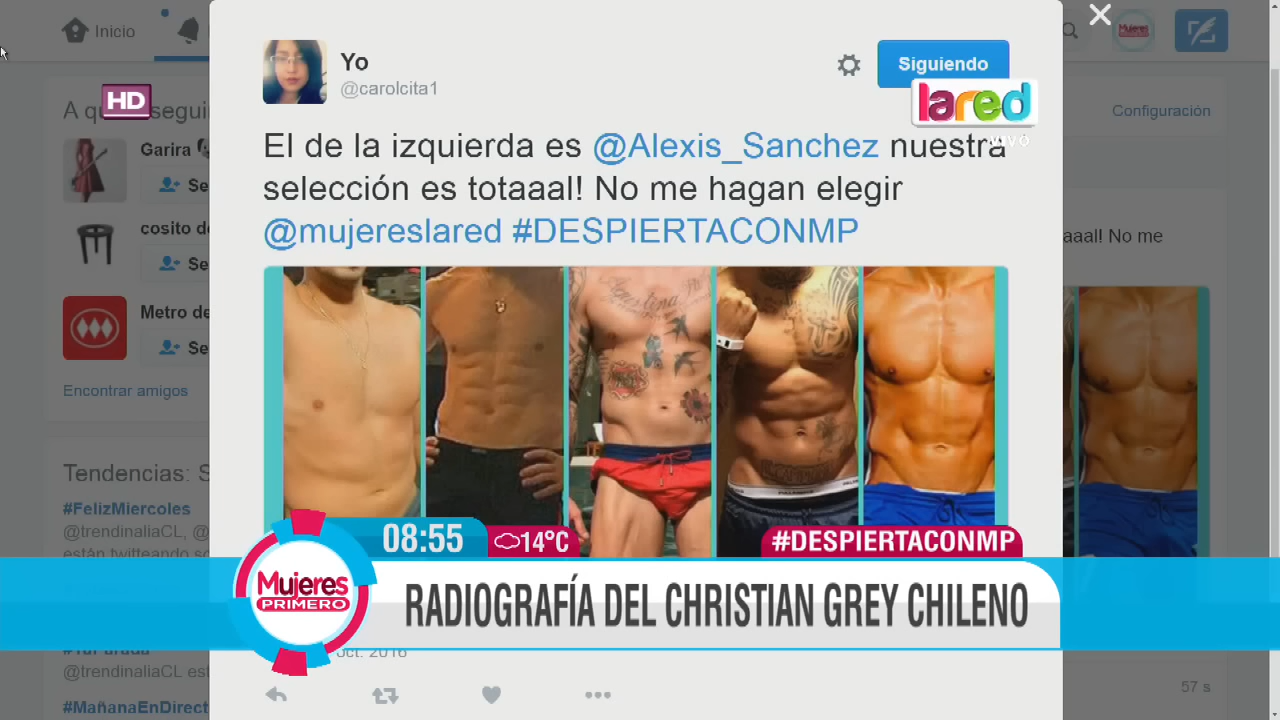 Inicio
HD
A qu
segui
Configuración
Garira
Se
cosito de
Se
Metro de
Se
Encontrar amigos
Tendencias: S
#FelizMiercoles
@trendinaliaCL, @
están twitteando so
@trendinaliaCL est
#MañanaEnDirect
Yo
@carolcita1
Siguiendo
lared
VIVO
El de la izquierda es @Alexis_Sanchez nuestra
selección es totaaal! No me hagan elegir
@mujereslared #DESPIERTACONMP
aaal! No me
08:55
14°C
#DESPIERTACONMP
Mujeres
PRIMERO
RADIOGRAFÍA DEL CHRISTIAN GREY CHILENO
oct. 2016
57 s